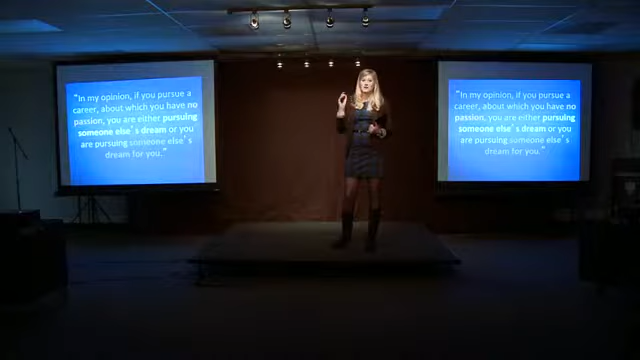 "In my opinion, if you pursue a
career, about which you have no
passion, you are either pursuing
someone else's dream or you
are pursuing someone else's
dream for you."
"In my opinion, if you pursue a
career, about which you have no
passion, you are either pursuing
someone else's dream or you
are pursuing someone else's
dream for you."